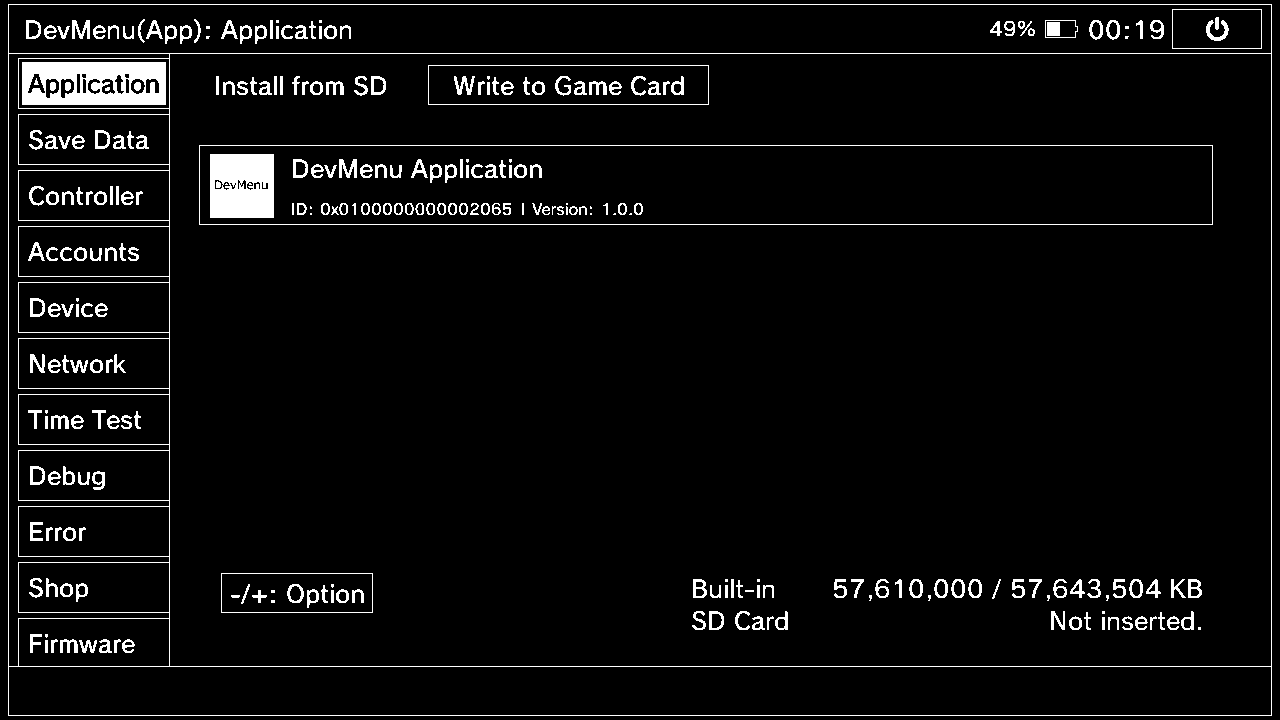 DevMenu(App): Application
49% 00:19
Application
Save Data
Controller
Accounts
Device
Network
Time Test
Debug
Error
Shop
Firmware
Install from SD
Write to Game Card
DevMenu
DevMenu Application
ID: 0x0100000000002065 | Version: 1.0.0
-/+: Option
Built-in 57,610,000 / 57,643,504 KB
SD Card Not inserted.